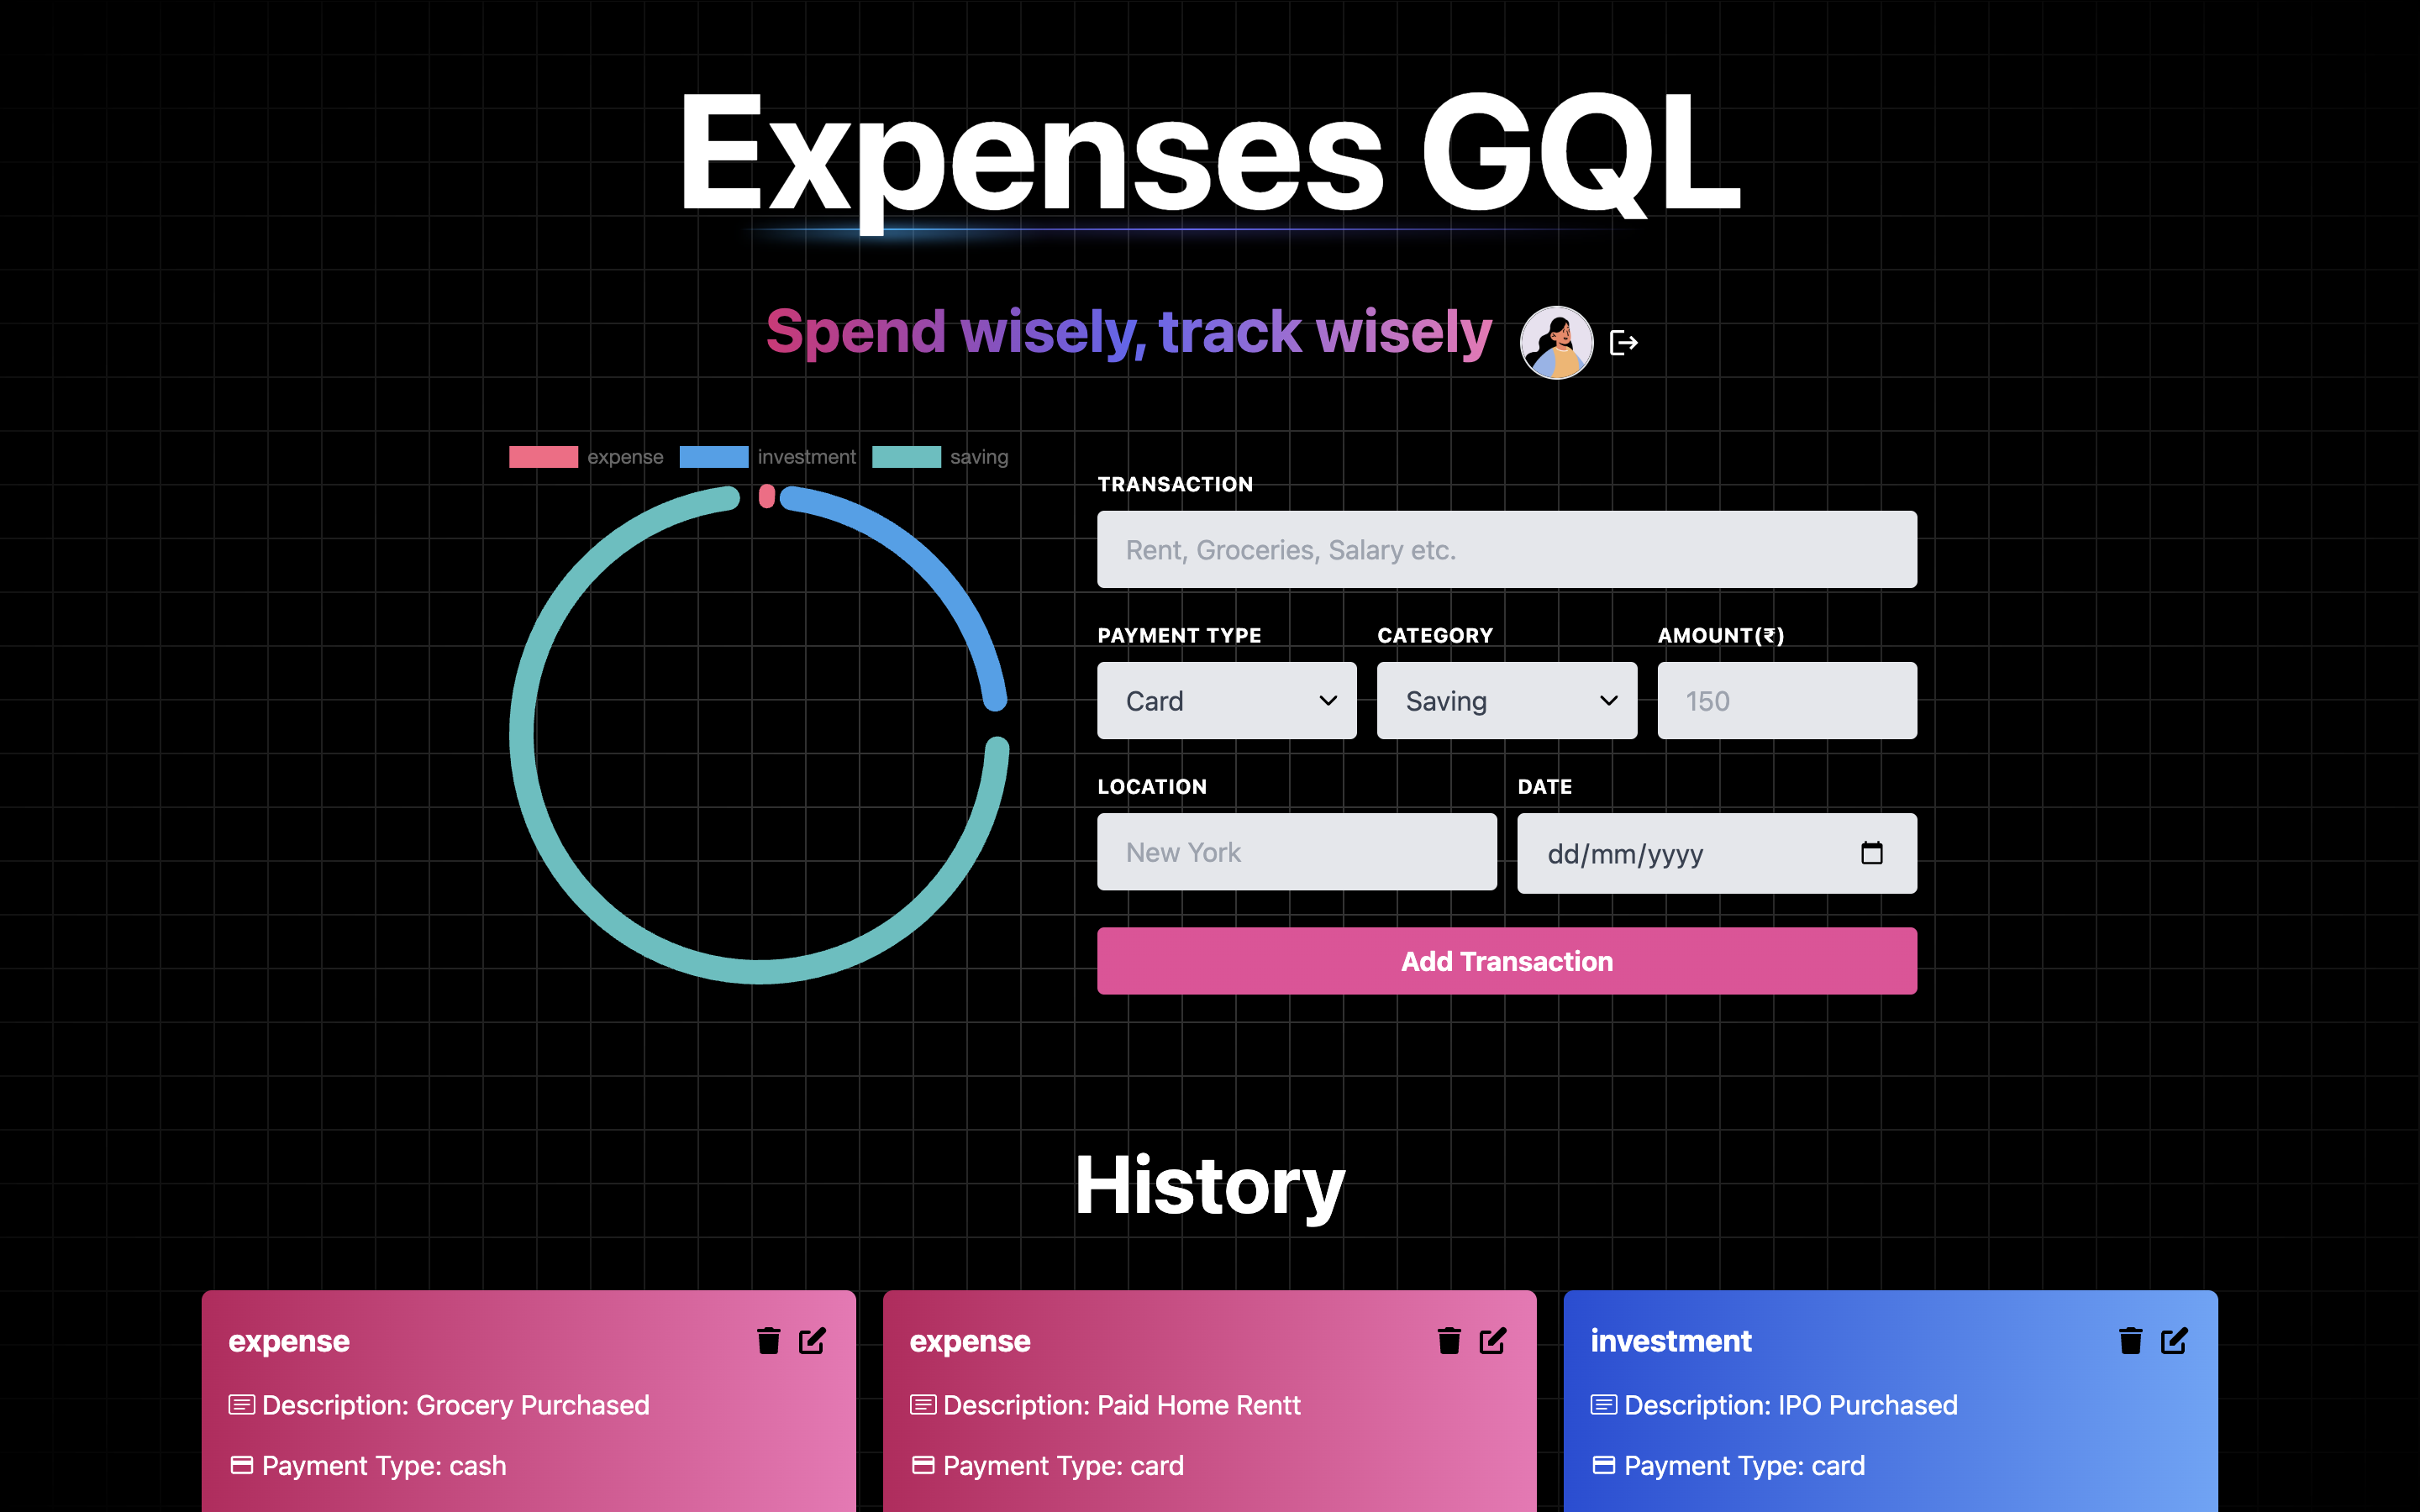 Expenses GQL
Spend wisely, track wisely
expense investment saving
TRANSACTION
Rent, Groceries, Salary etc.
PAYMENT TYPE CATEGORY AMOUNT(₹)
Card Saving 150
LOCATION DATE
New York dd/mm/yyyy
Add Transaction
History
expense
Description: Grocery Purchased
Payment Type: cash
expense
Description: Paid Home Rentt
Payment Type: card
investment
Description: IPO Purchased
Payment Type: card